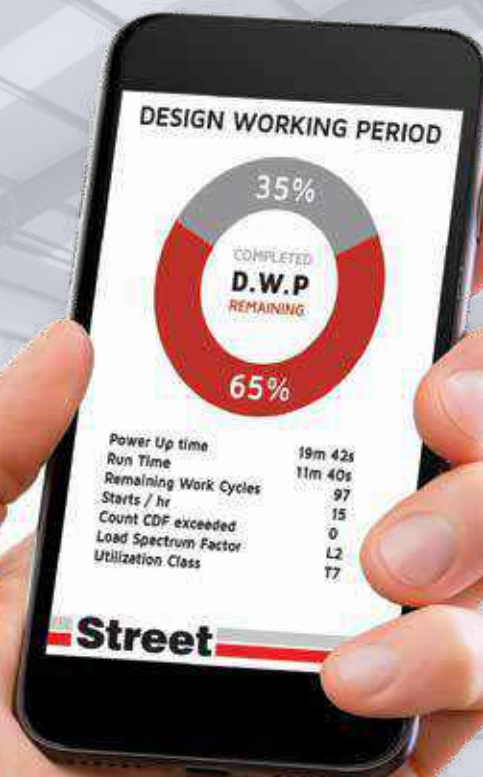 DESIGN WORKING PERIOD
35%
COMPLETED
D.W.P
REMAINING
65%
Power Up time 19m 42s
Run Time 11m 40s
Remaining Work Cycles 97
Starts / hr 15
Count CDF exceeded 0
Load Spectrum Factor L2
Utilization Class T7
Street